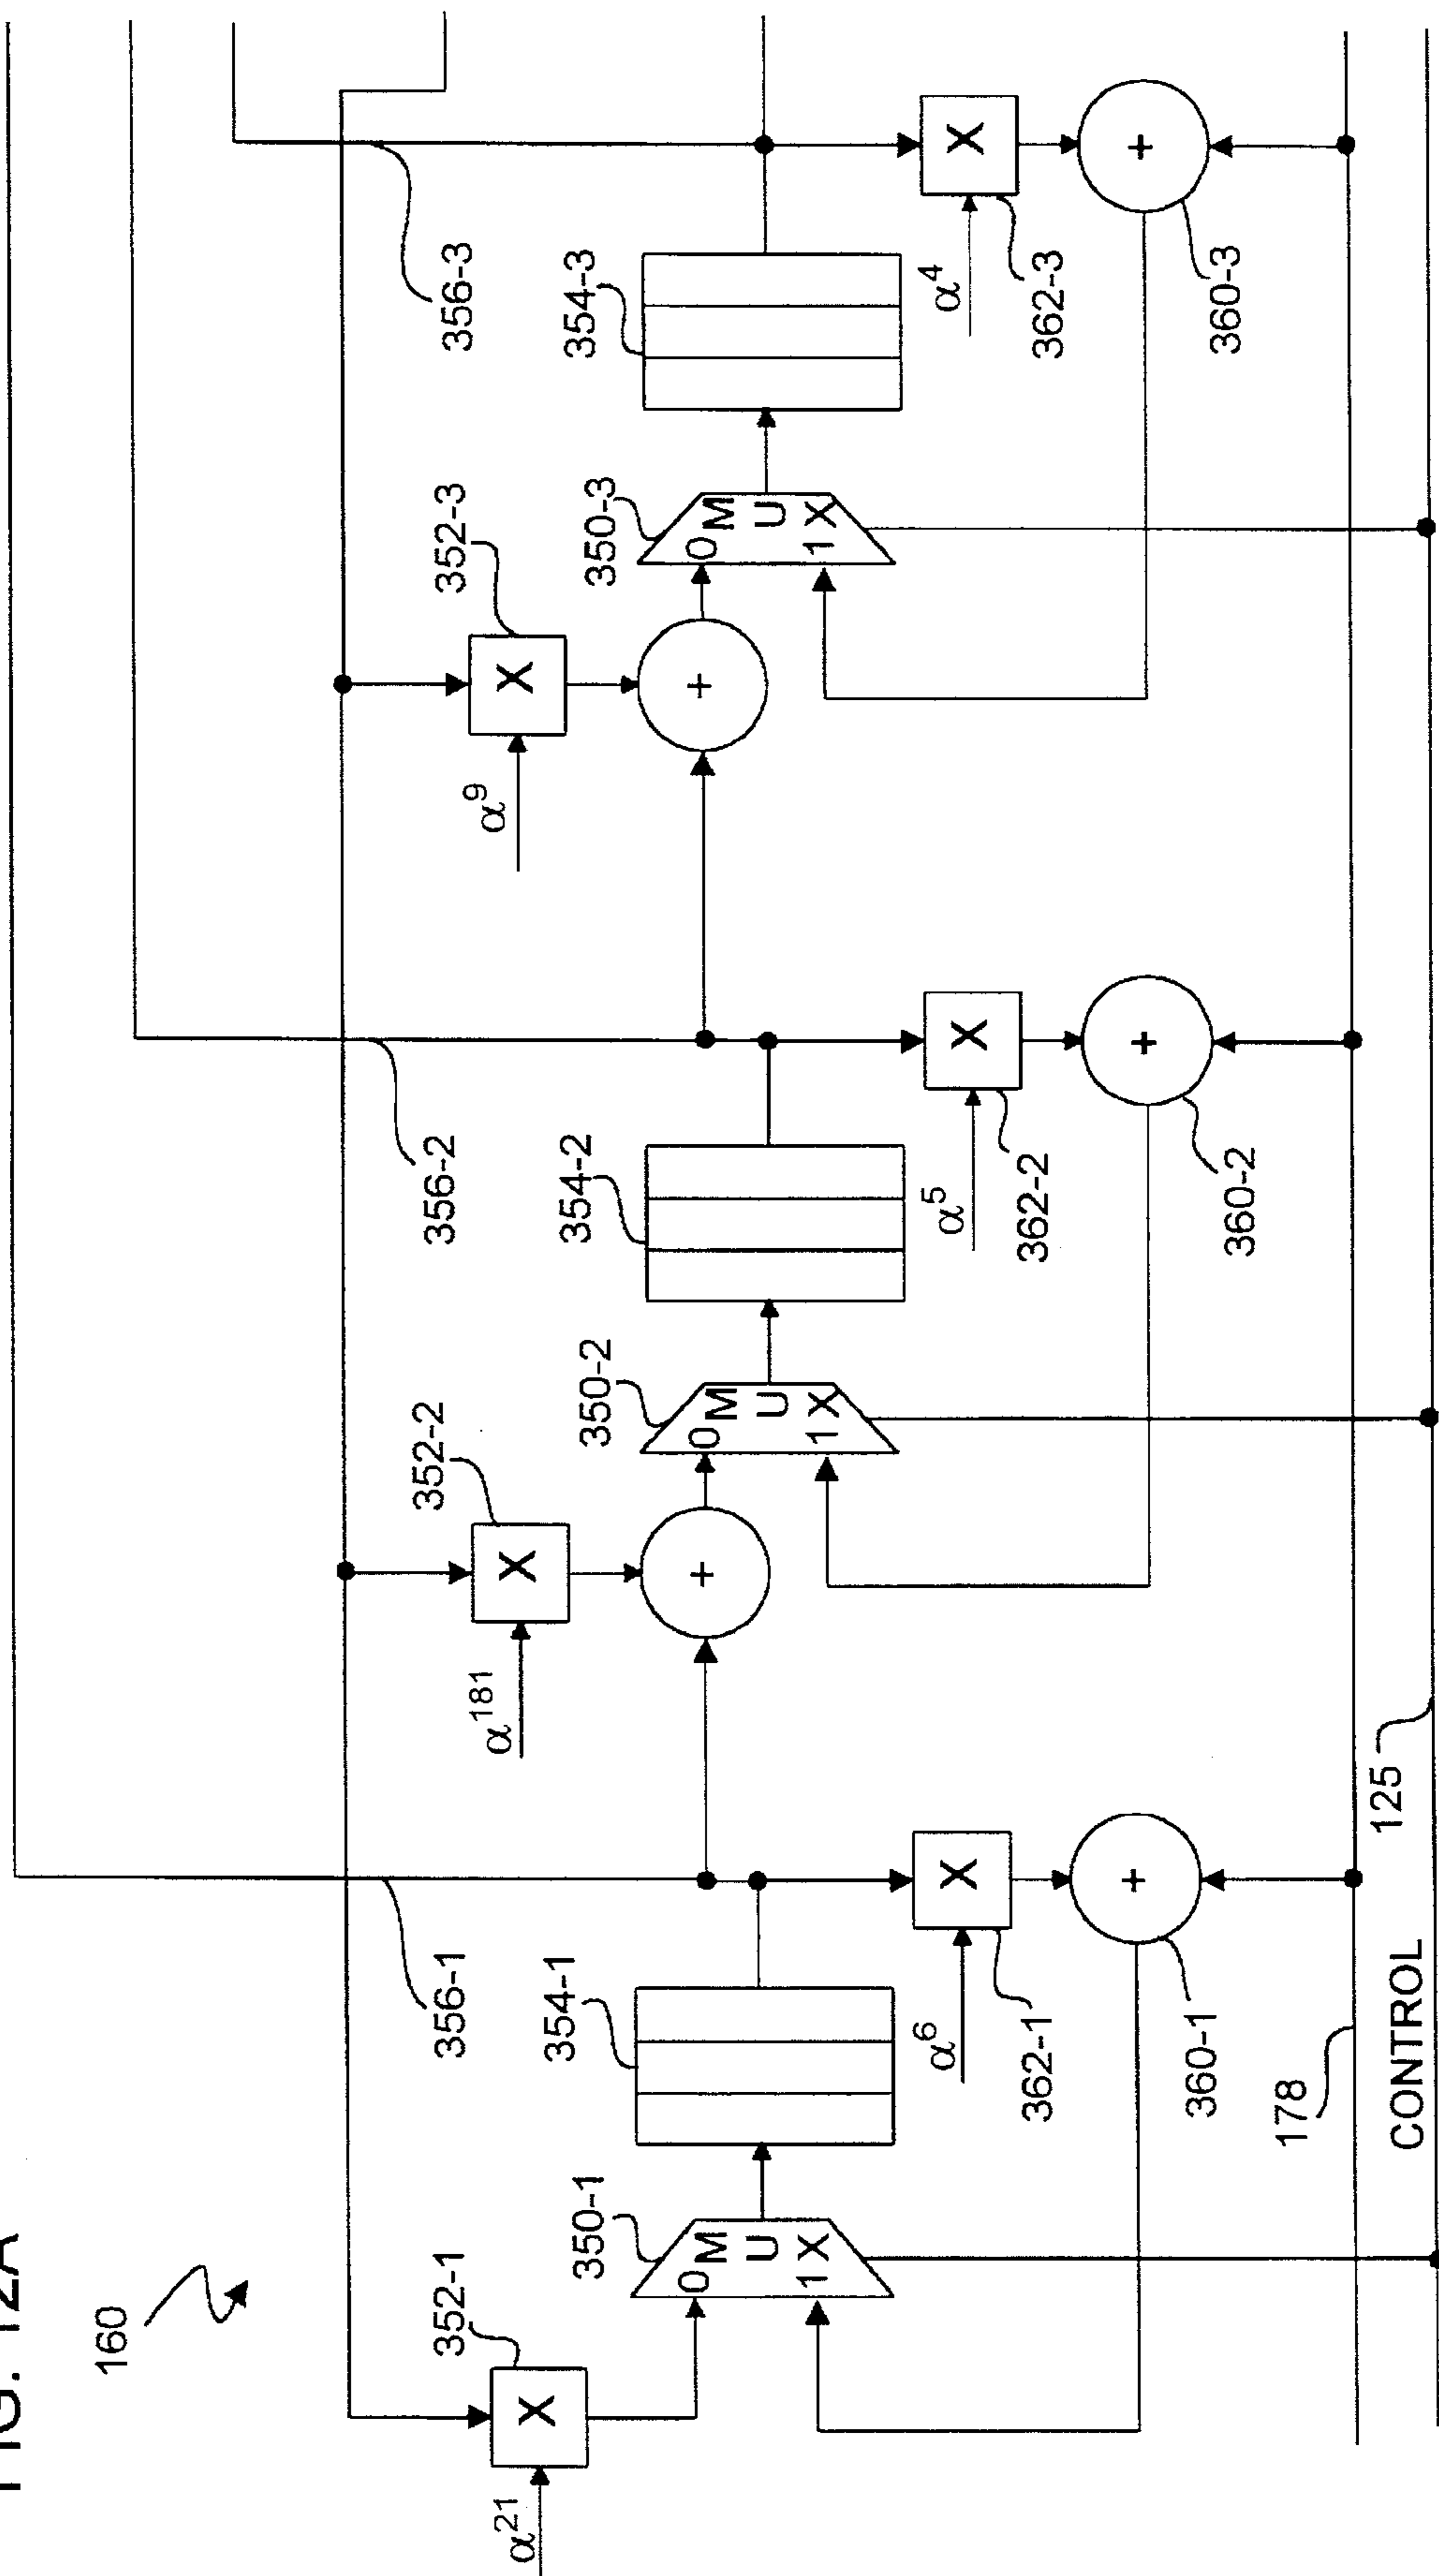 FIG. 12A
160
α²¹
352-1
α¹⁸¹
352-2
α⁹
352-3
356-1
356-2
356-3
350-1
0 M
U
1 X
354-1
350-2
0 M
U
1 X
354-2
350-3
0 M
U
1 X
354-3
X
X
X
+
+
α⁶
X
362-1
α⁵
X
362-2
α⁴
X
362-3
+
360-1
+
360-2
+
360-3
178
125
CONTROL